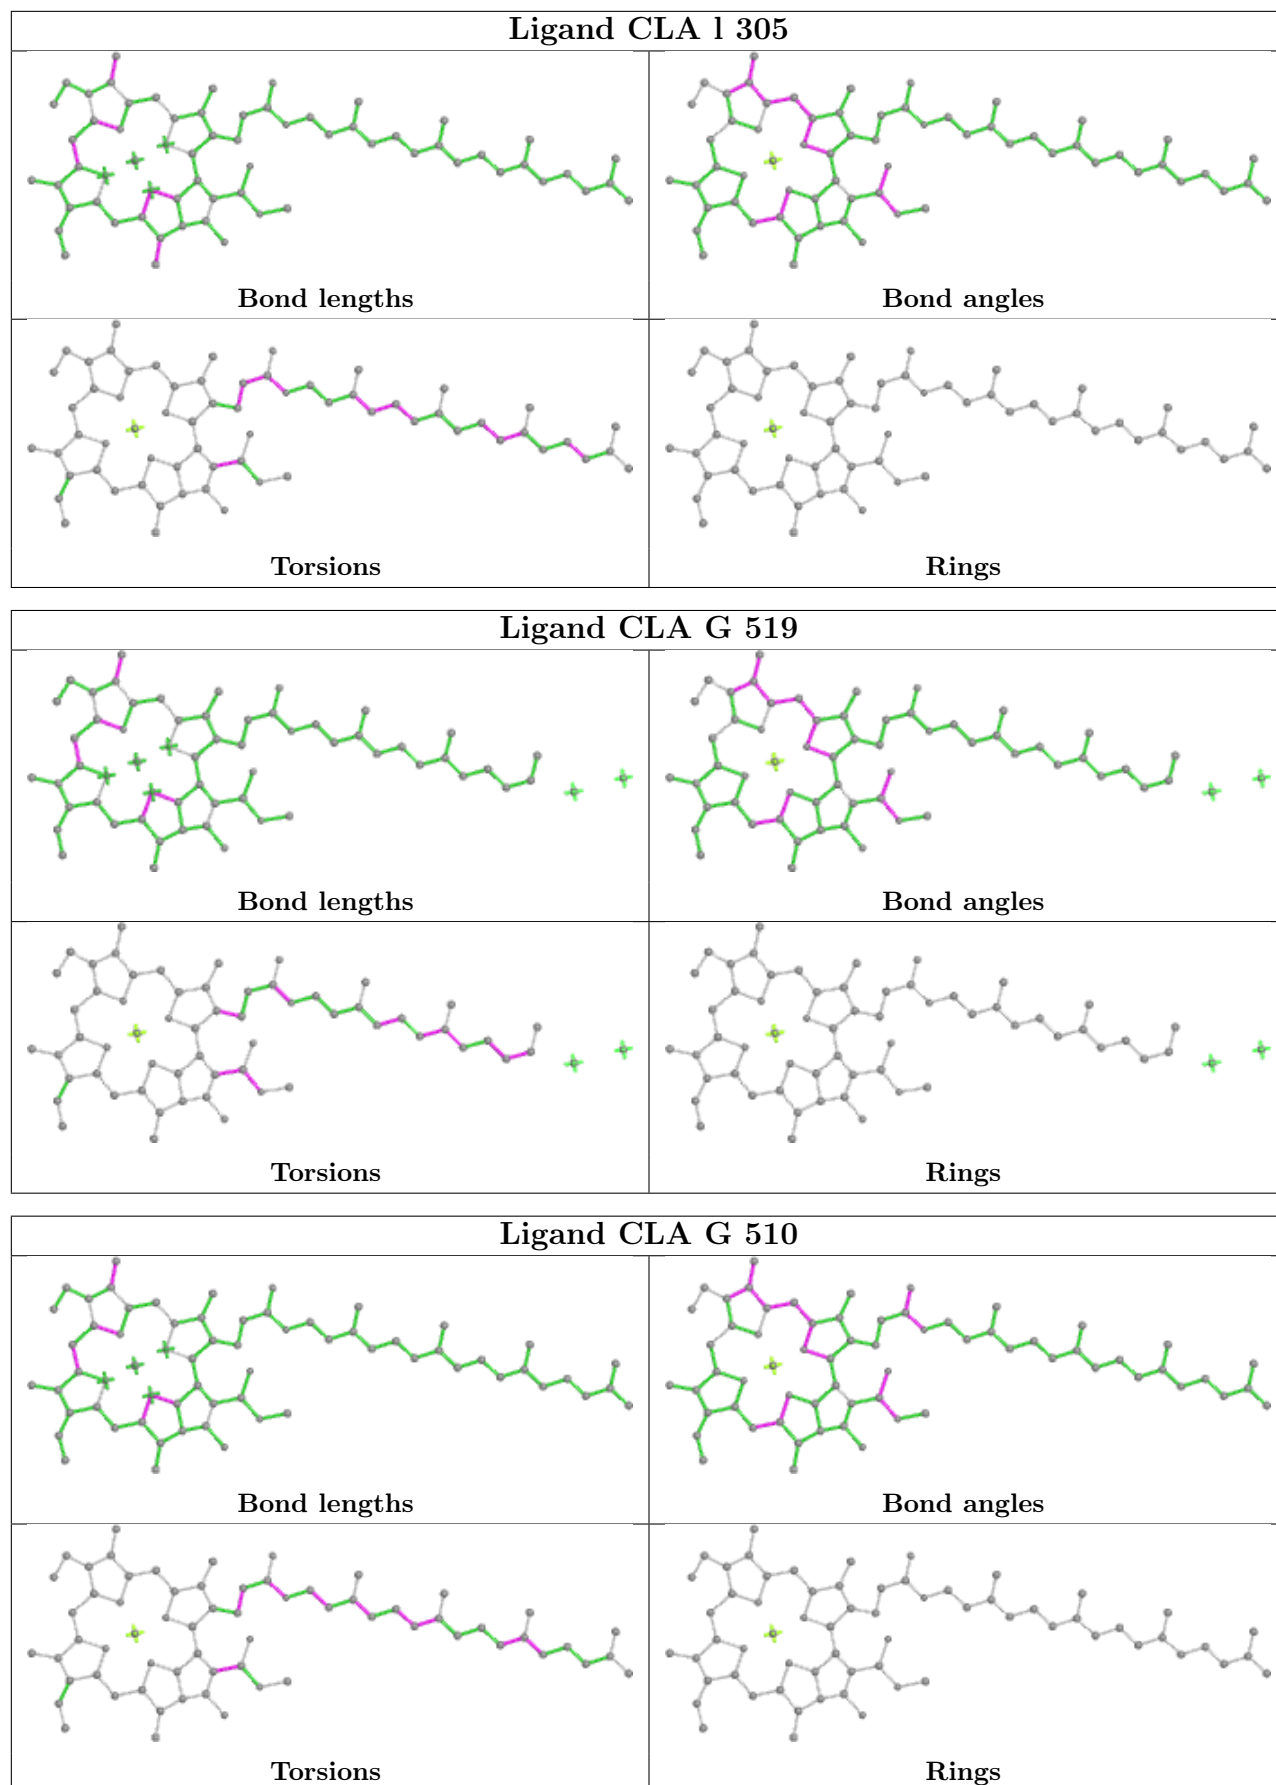 Ligand CLA l 305
Bond lengths
Bond angles
Torsions
Rings
Ligand CLA G 519
Bond lengths
Bond angles
Torsions
Rings
Ligand CLA G 510
Bond lengths
Bond angles
Torsions
Rings